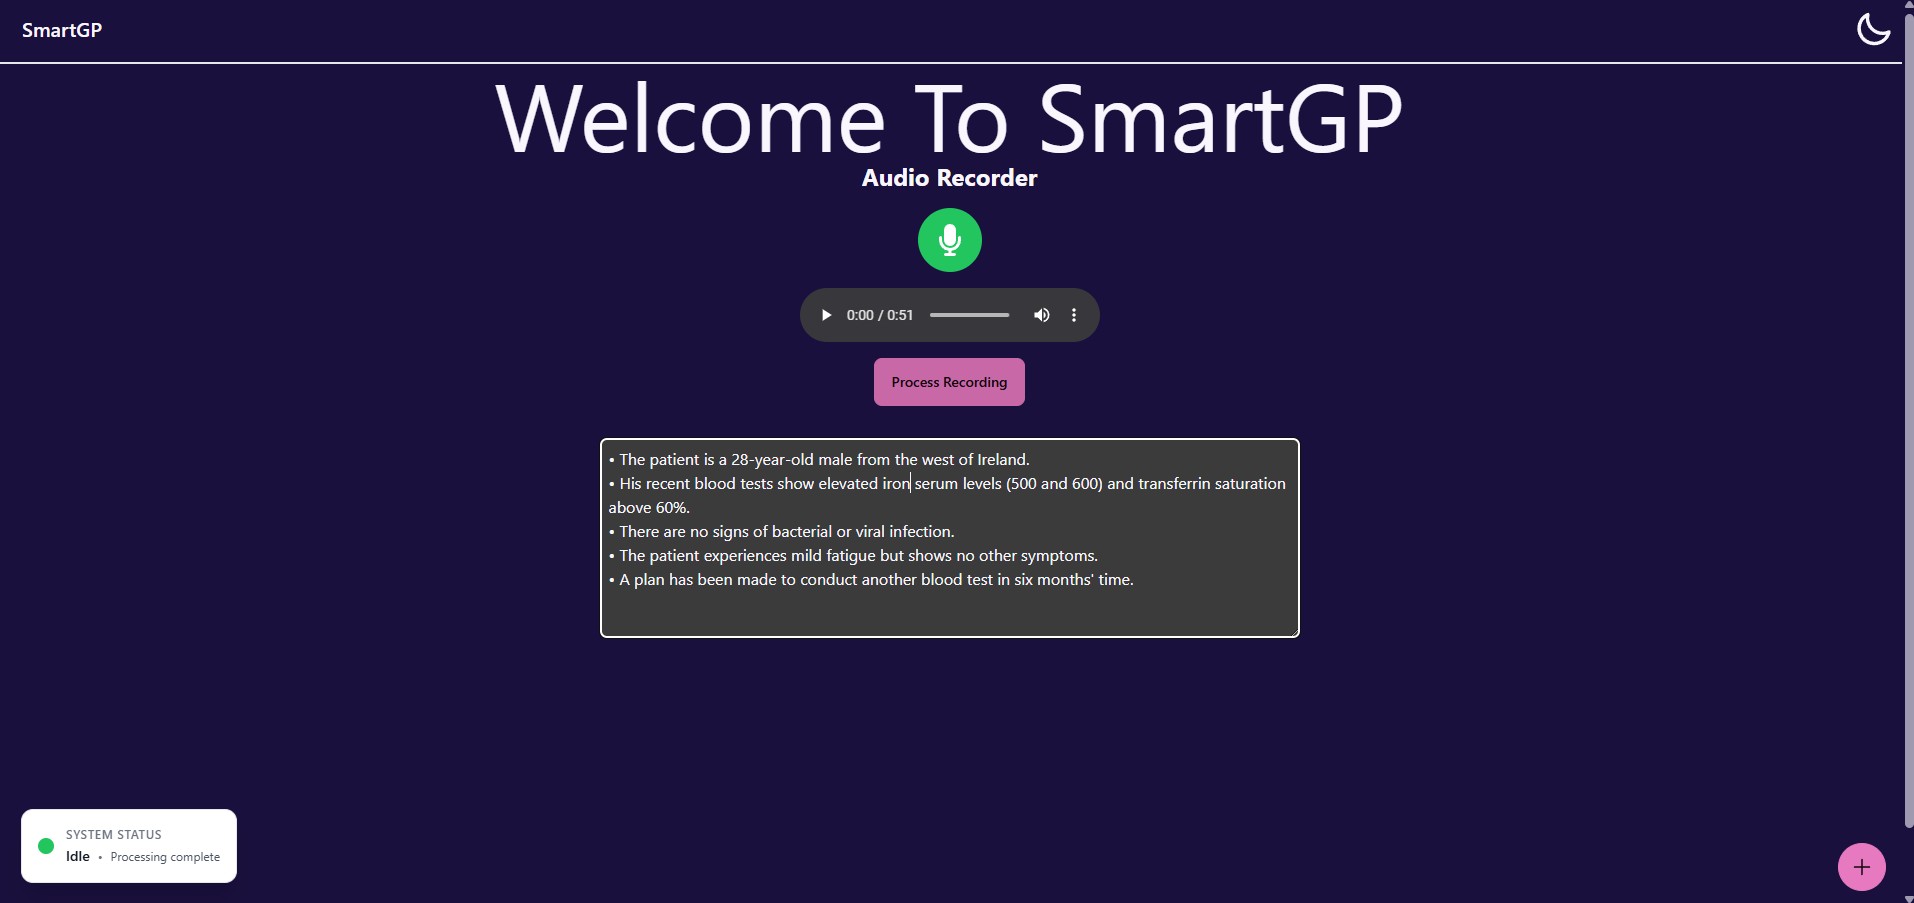 SmartGP
Welcome To SmartGP
Audio Recorder
0:00 / 0:51
Process Recording
• The patient is a 28-year-old male from the west of Ireland.
• His recent blood tests show elevated iron serum levels (500 and 600) and transferrin saturation
above 60%.
• There are no signs of bacterial or viral infection.
• The patient experiences mild fatigue but shows no other symptoms.
• A plan has been made to conduct another blood test in six months' time.
SYSTEM STATUS
Idle • Processing complete